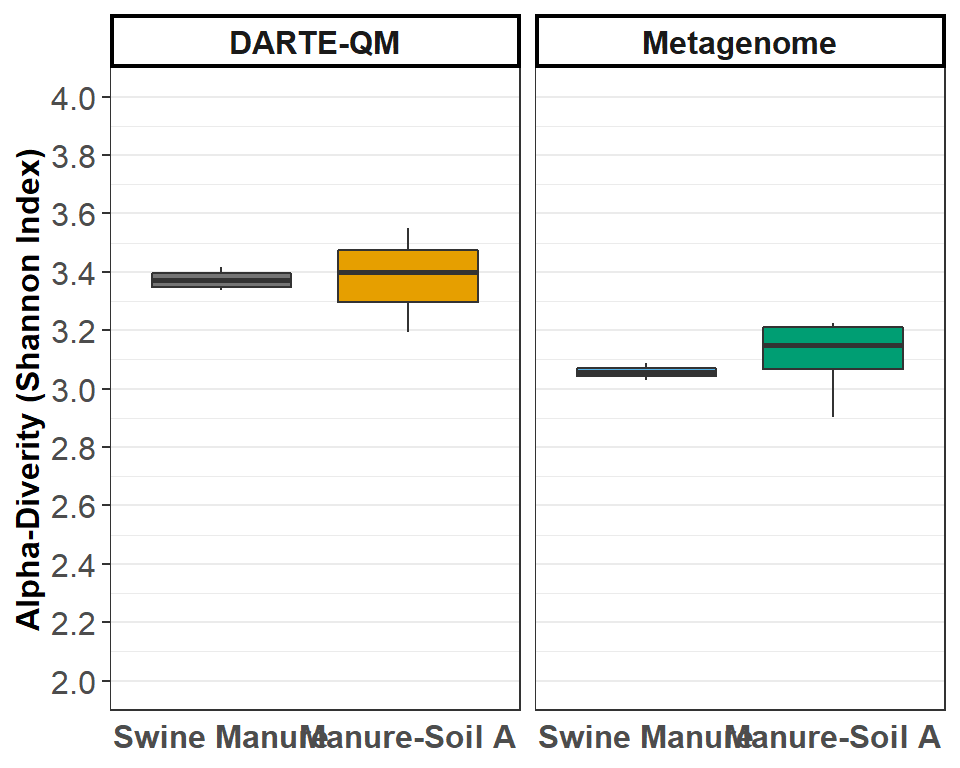 DARTE-QM
Metagenome
Alpha-Diverity (Shannon Index)
4.0
3.8
3.6
3.4
3.2
3.0
2.8
2.6
2.4
2.2
2.0
Swine Manure
Manure-Soil A
Swine Manure
Manure-Soil A